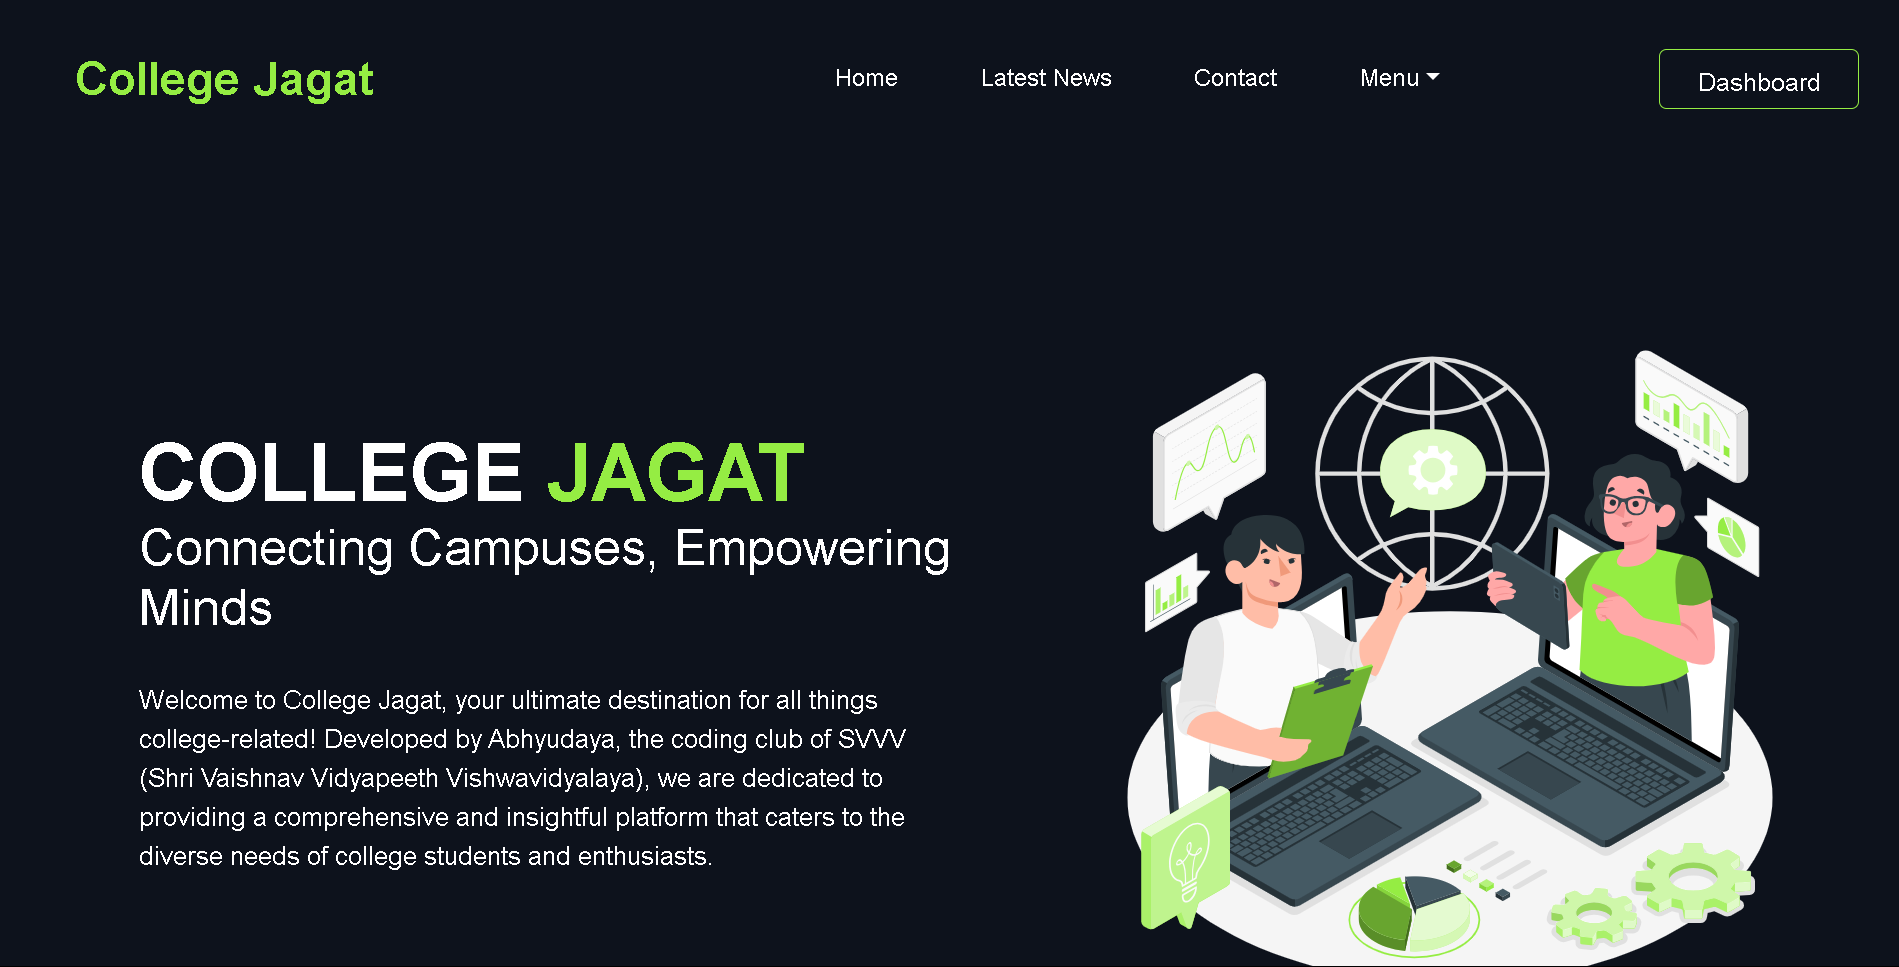 College Jagat
Home
Latest News
Contact
Menu
Dashboard
COLLEGE JAGAT
Connecting Campuses, Empowering
Minds
Welcome to College Jagat, your ultimate destination for all things
college-related! Developed by Abhyudaya, the coding club of SVVV
(Shri Vaishnav Vidyapeeth Vishwavidyalaya), we are dedicated to
providing a comprehensive and insightful platform that caters to the
diverse needs of college students and enthusiasts.